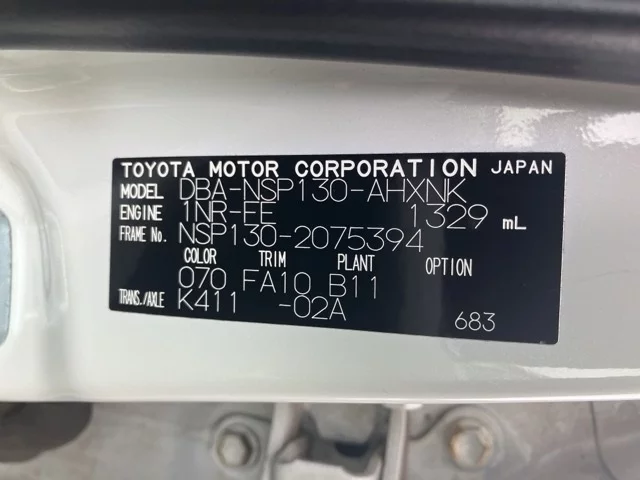 TOYOTA MOTOR CORPORATION JAPAN
MODEL DBA-NSP130-AHXNK
ENGINE 1NR-FE 1329 mL
FRAME No. NSP130-2075394
COLOR TRIM PLANT OPTION
070 FA10 B11
TRANS./AXLE K411 -02A
683